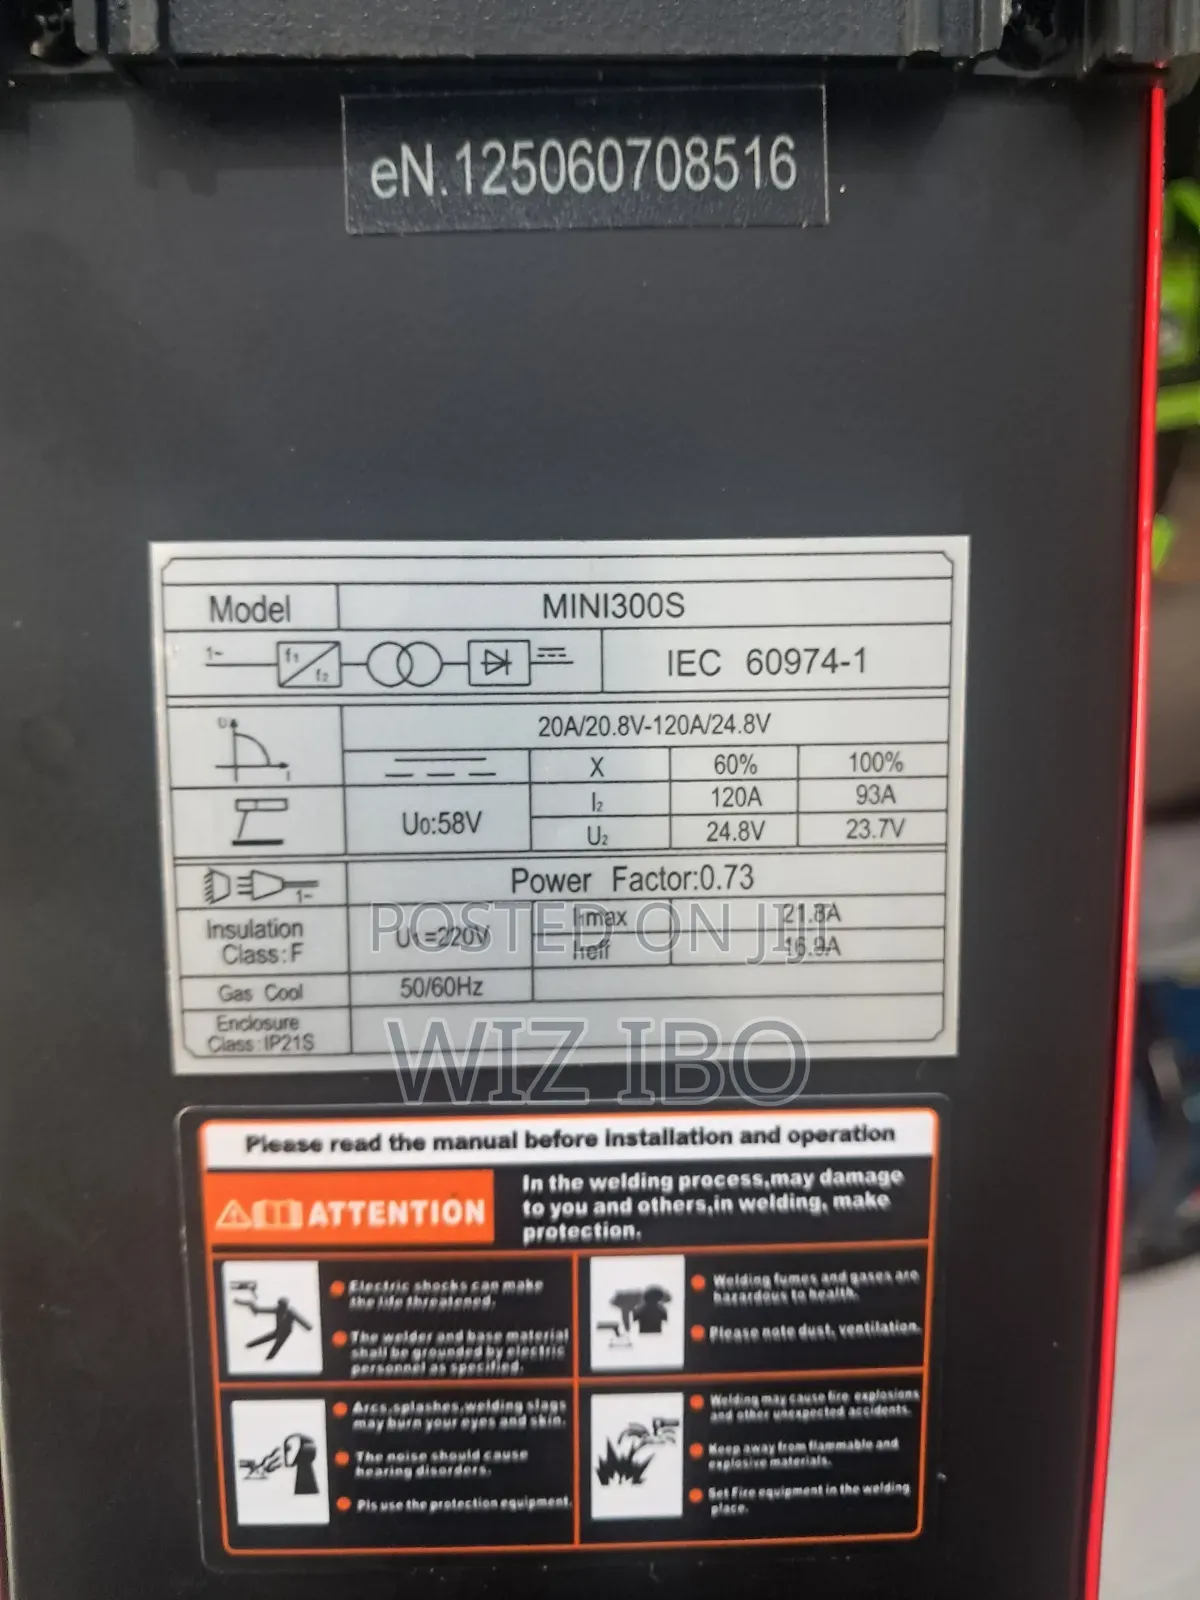 eN.125060708516
Model MINI300S
1~ f1 f2 IEC 60974-1
U I 20A/20.8V-120A/24.8V
X 60% 100%
I2 120A 93A
U0:58V
U2 24.8V 23.7V
1~ Power Factor:0.73
Insulation Class:F
U1=220V
I1max 21.8A
I1eff 16.9A
Gas Cool 50/60Hz
Enclosure
Class:IP21S
POSTED ON JIJI
WIZ IBO
Please read the manual before installation and operation
ATTENTION
In the welding process,may damage
to you and others,in welding, make
protection.
Electric shocks can make
the life threatened.
The welder and base material
shall be grounded by electric
personnel as specified.
Welding fumes and gases are
hazardous to health.
Please note dust, ventilation.
Arcs,splashes,welding slags
may burn your eyes and skin.
The noise should cause
hearing disorders.
Pls use the protection equipment.
Welding may cause fire explosions
and other unexpected accidents.
Keep away from flammable and
explosive materials.
Set Fire equipment in the welding
place.